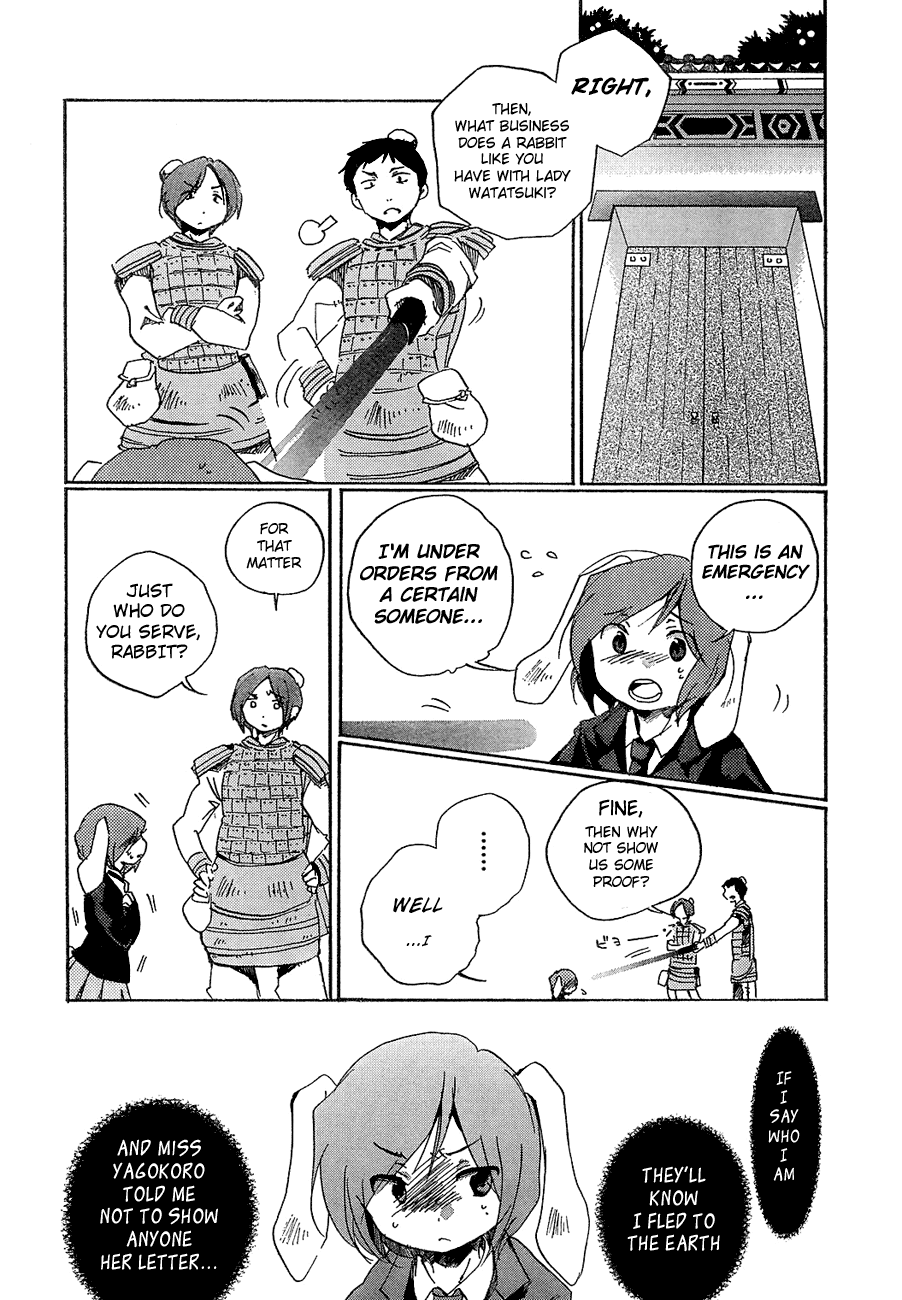 RIGHT,
THEN,
WHAT BUSINESS
DOES A RABBIT
LIKE YOU
HAVE WITH LADY
WATATSUKI?
THIS IS AN
EMERGENCY
...
I'M UNDER
ORDERS FROM
A CERTAIN
SOMEONE...
FOR
THAT
MATTER
JUST
WHO DO
YOU SERVE,
RABBIT?
FINE,
THEN WHY
NOT SHOW
US SOME
PROOF?
ピョ
......
WELL
...I
IF
I
SAY
WHO
I
AM
THEY'LL
KNOW
I FLED TO
THE EARTH
AND MISS
YAGOKORO
TOLD ME
NOT TO SHOW
ANYONE
HER LETTER...